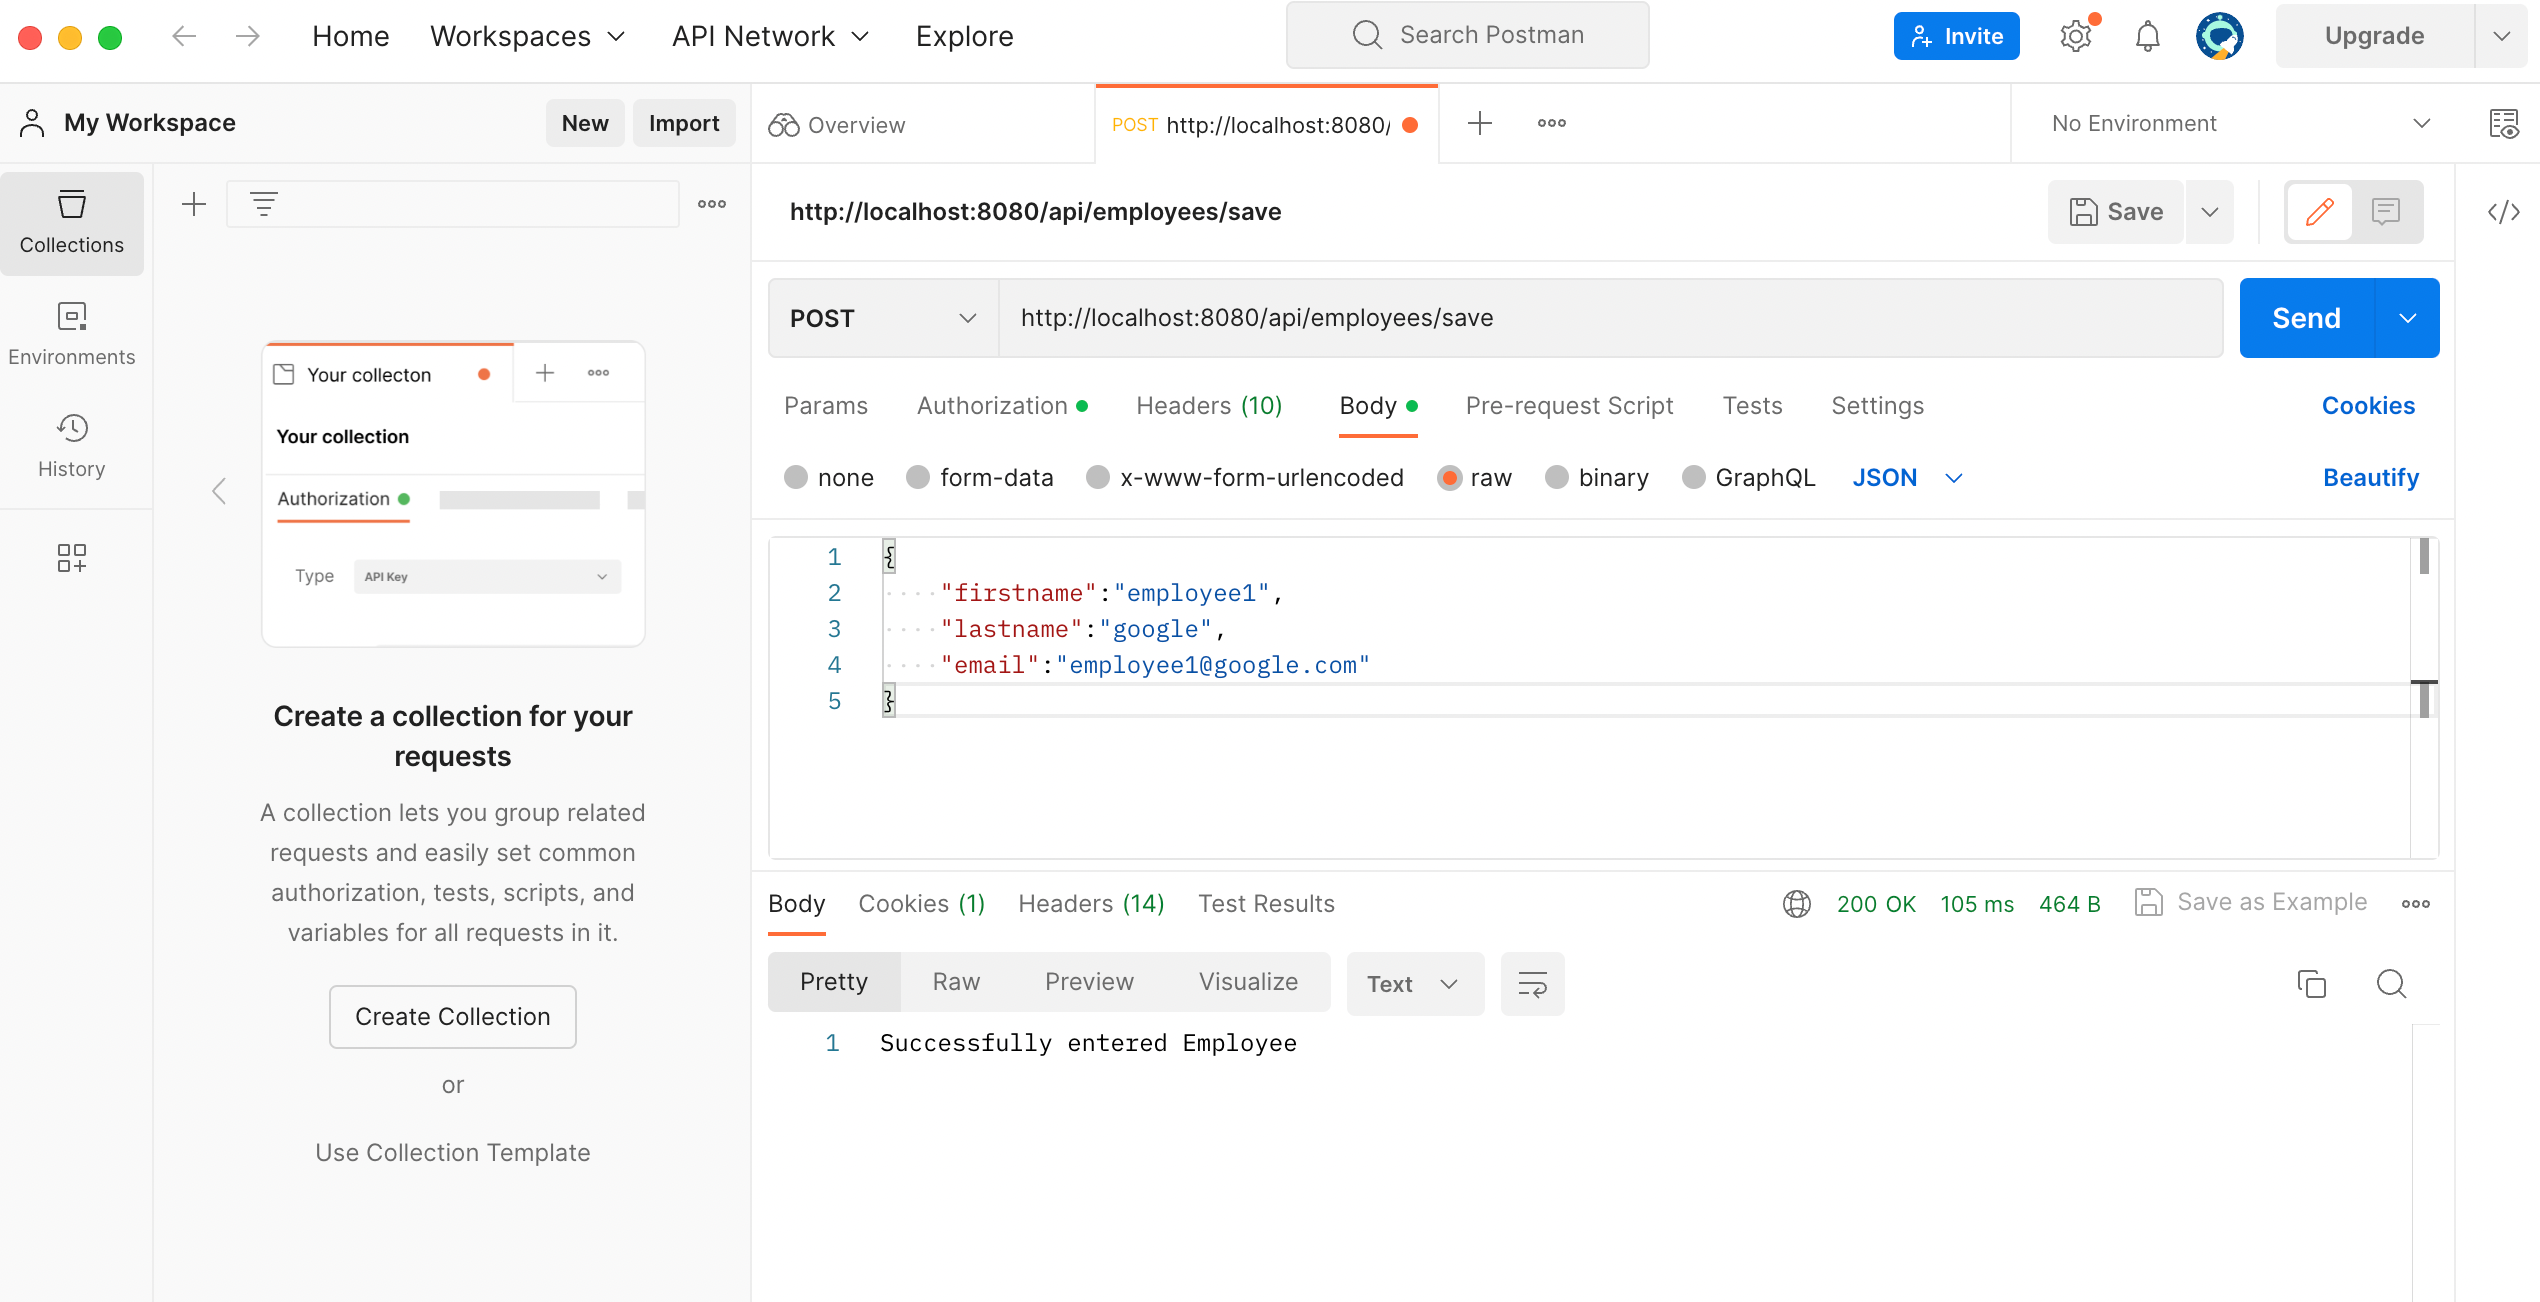 Home Workspaces API Network Explore Search Postman Invite Upgrade
My Workspace New Import
Overview POST http://localhost:8080/ No Environment
Collections
Environments
History
Your collecton
Your collection
Authorization
Type API Key
Create a collection for your
requests
A collection lets you group related
requests and easily set common
authorization, tests, scripts, and
variables for all requests in it.
Create Collection
or
Use Collection Template
http://localhost:8080/api/employees/save Save
POST http://localhost:8080/api/employees/save Send
Params Authorization Headers (10) Body Pre-request Script Tests Settings Cookies
none form-data x-www-form-urlencoded raw binary GraphQL JSON Beautify
1 {
2 "firstname":"employee1",
3 "lastname":"google",
4 "email":"employee1@google.com"
5 }
Body Cookies (1) Headers (14) Test Results 200 OK 105 ms 464 B Save as Example
Pretty Raw Preview Visualize Text
1 Successfully entered Employee